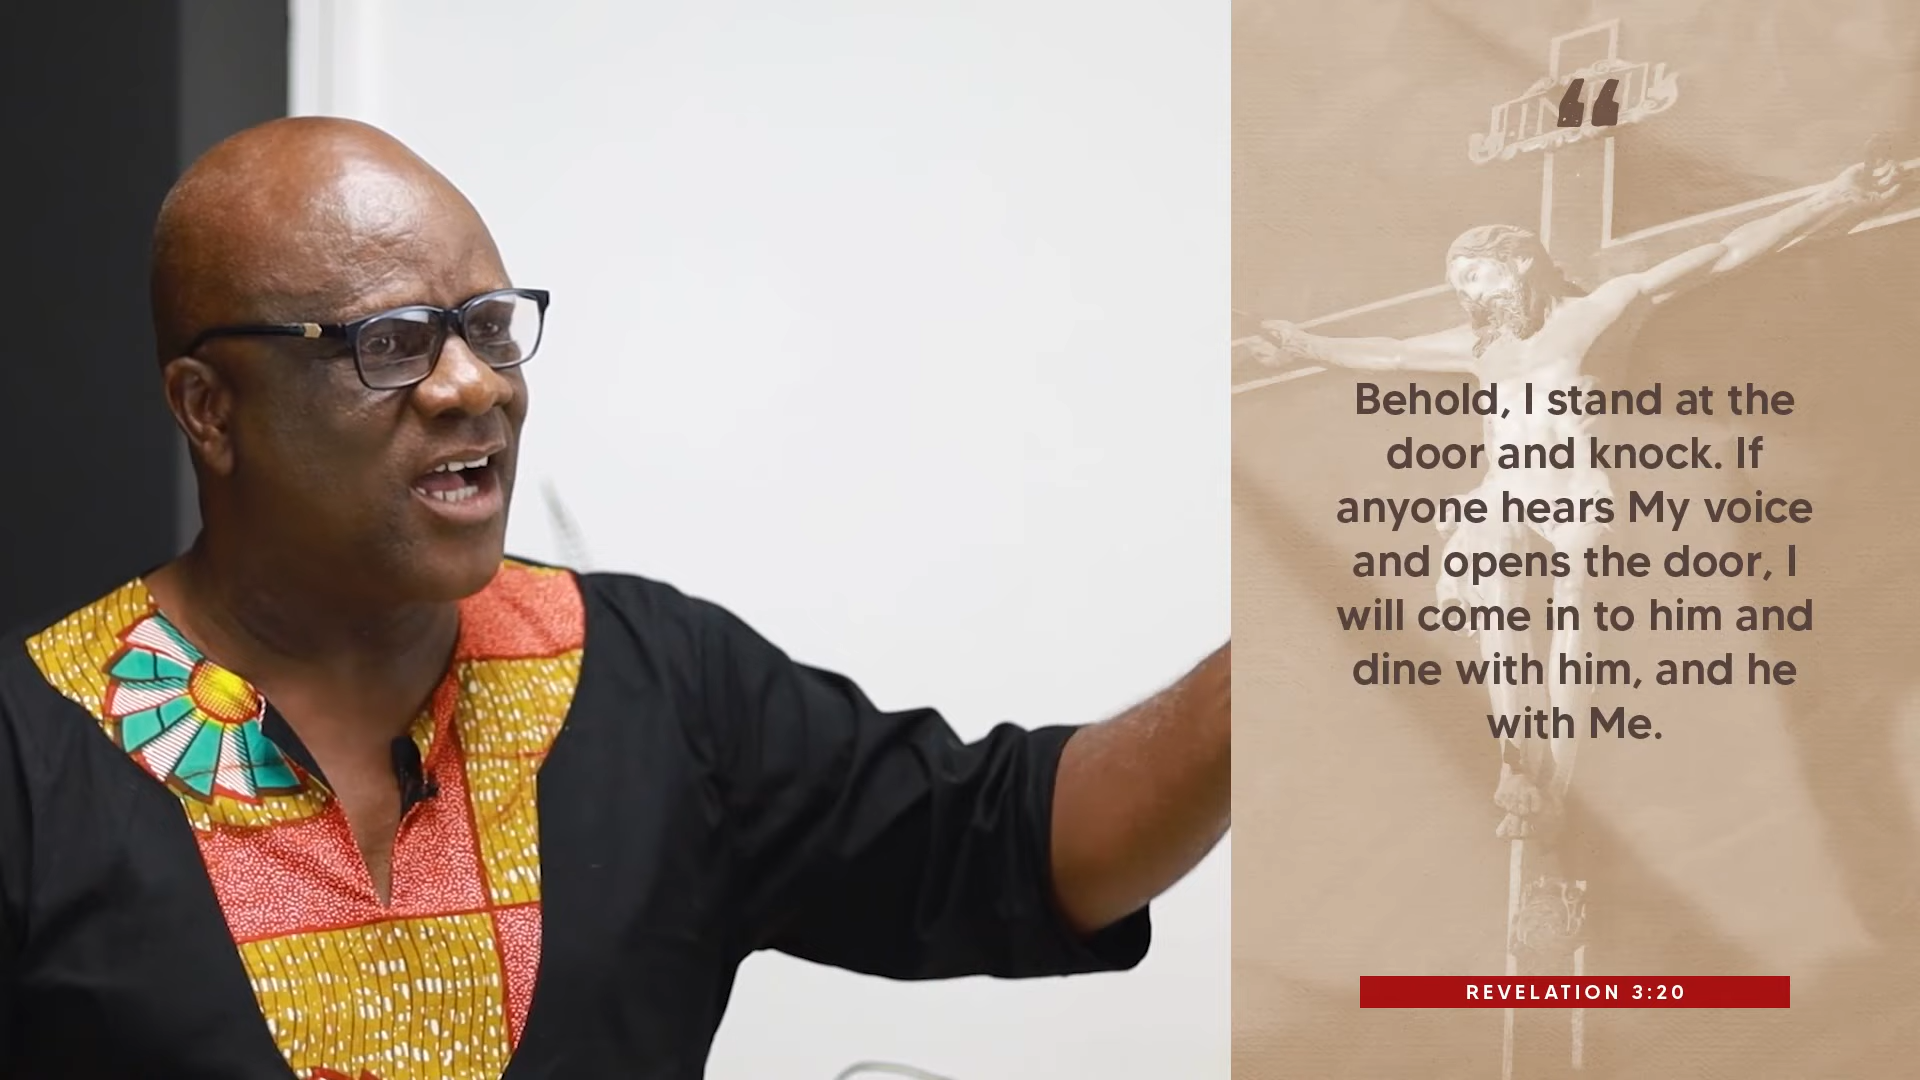 “
Behold, I stand at the
door and knock. If
anyone hears My voice
and opens the door, I
will come in to him and
dine with him, and he
with Me.
REVELATION 3:20